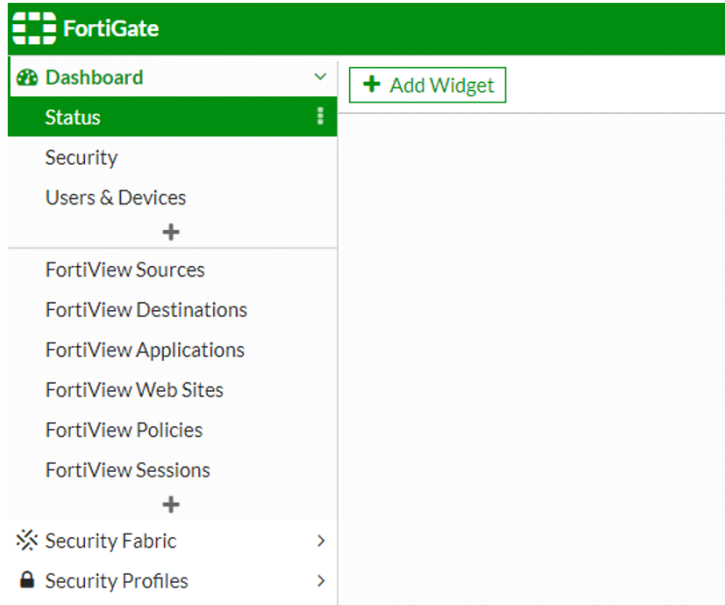 FortiGate
Dashboard
Add Widget
Status
Security
Users & Devices
FortiView Sources
FortiView Destinations
FortiView Applications
FortiView Web Sites
FortiView Policies
FortiView Sessions
Security Fabric
Security Profiles